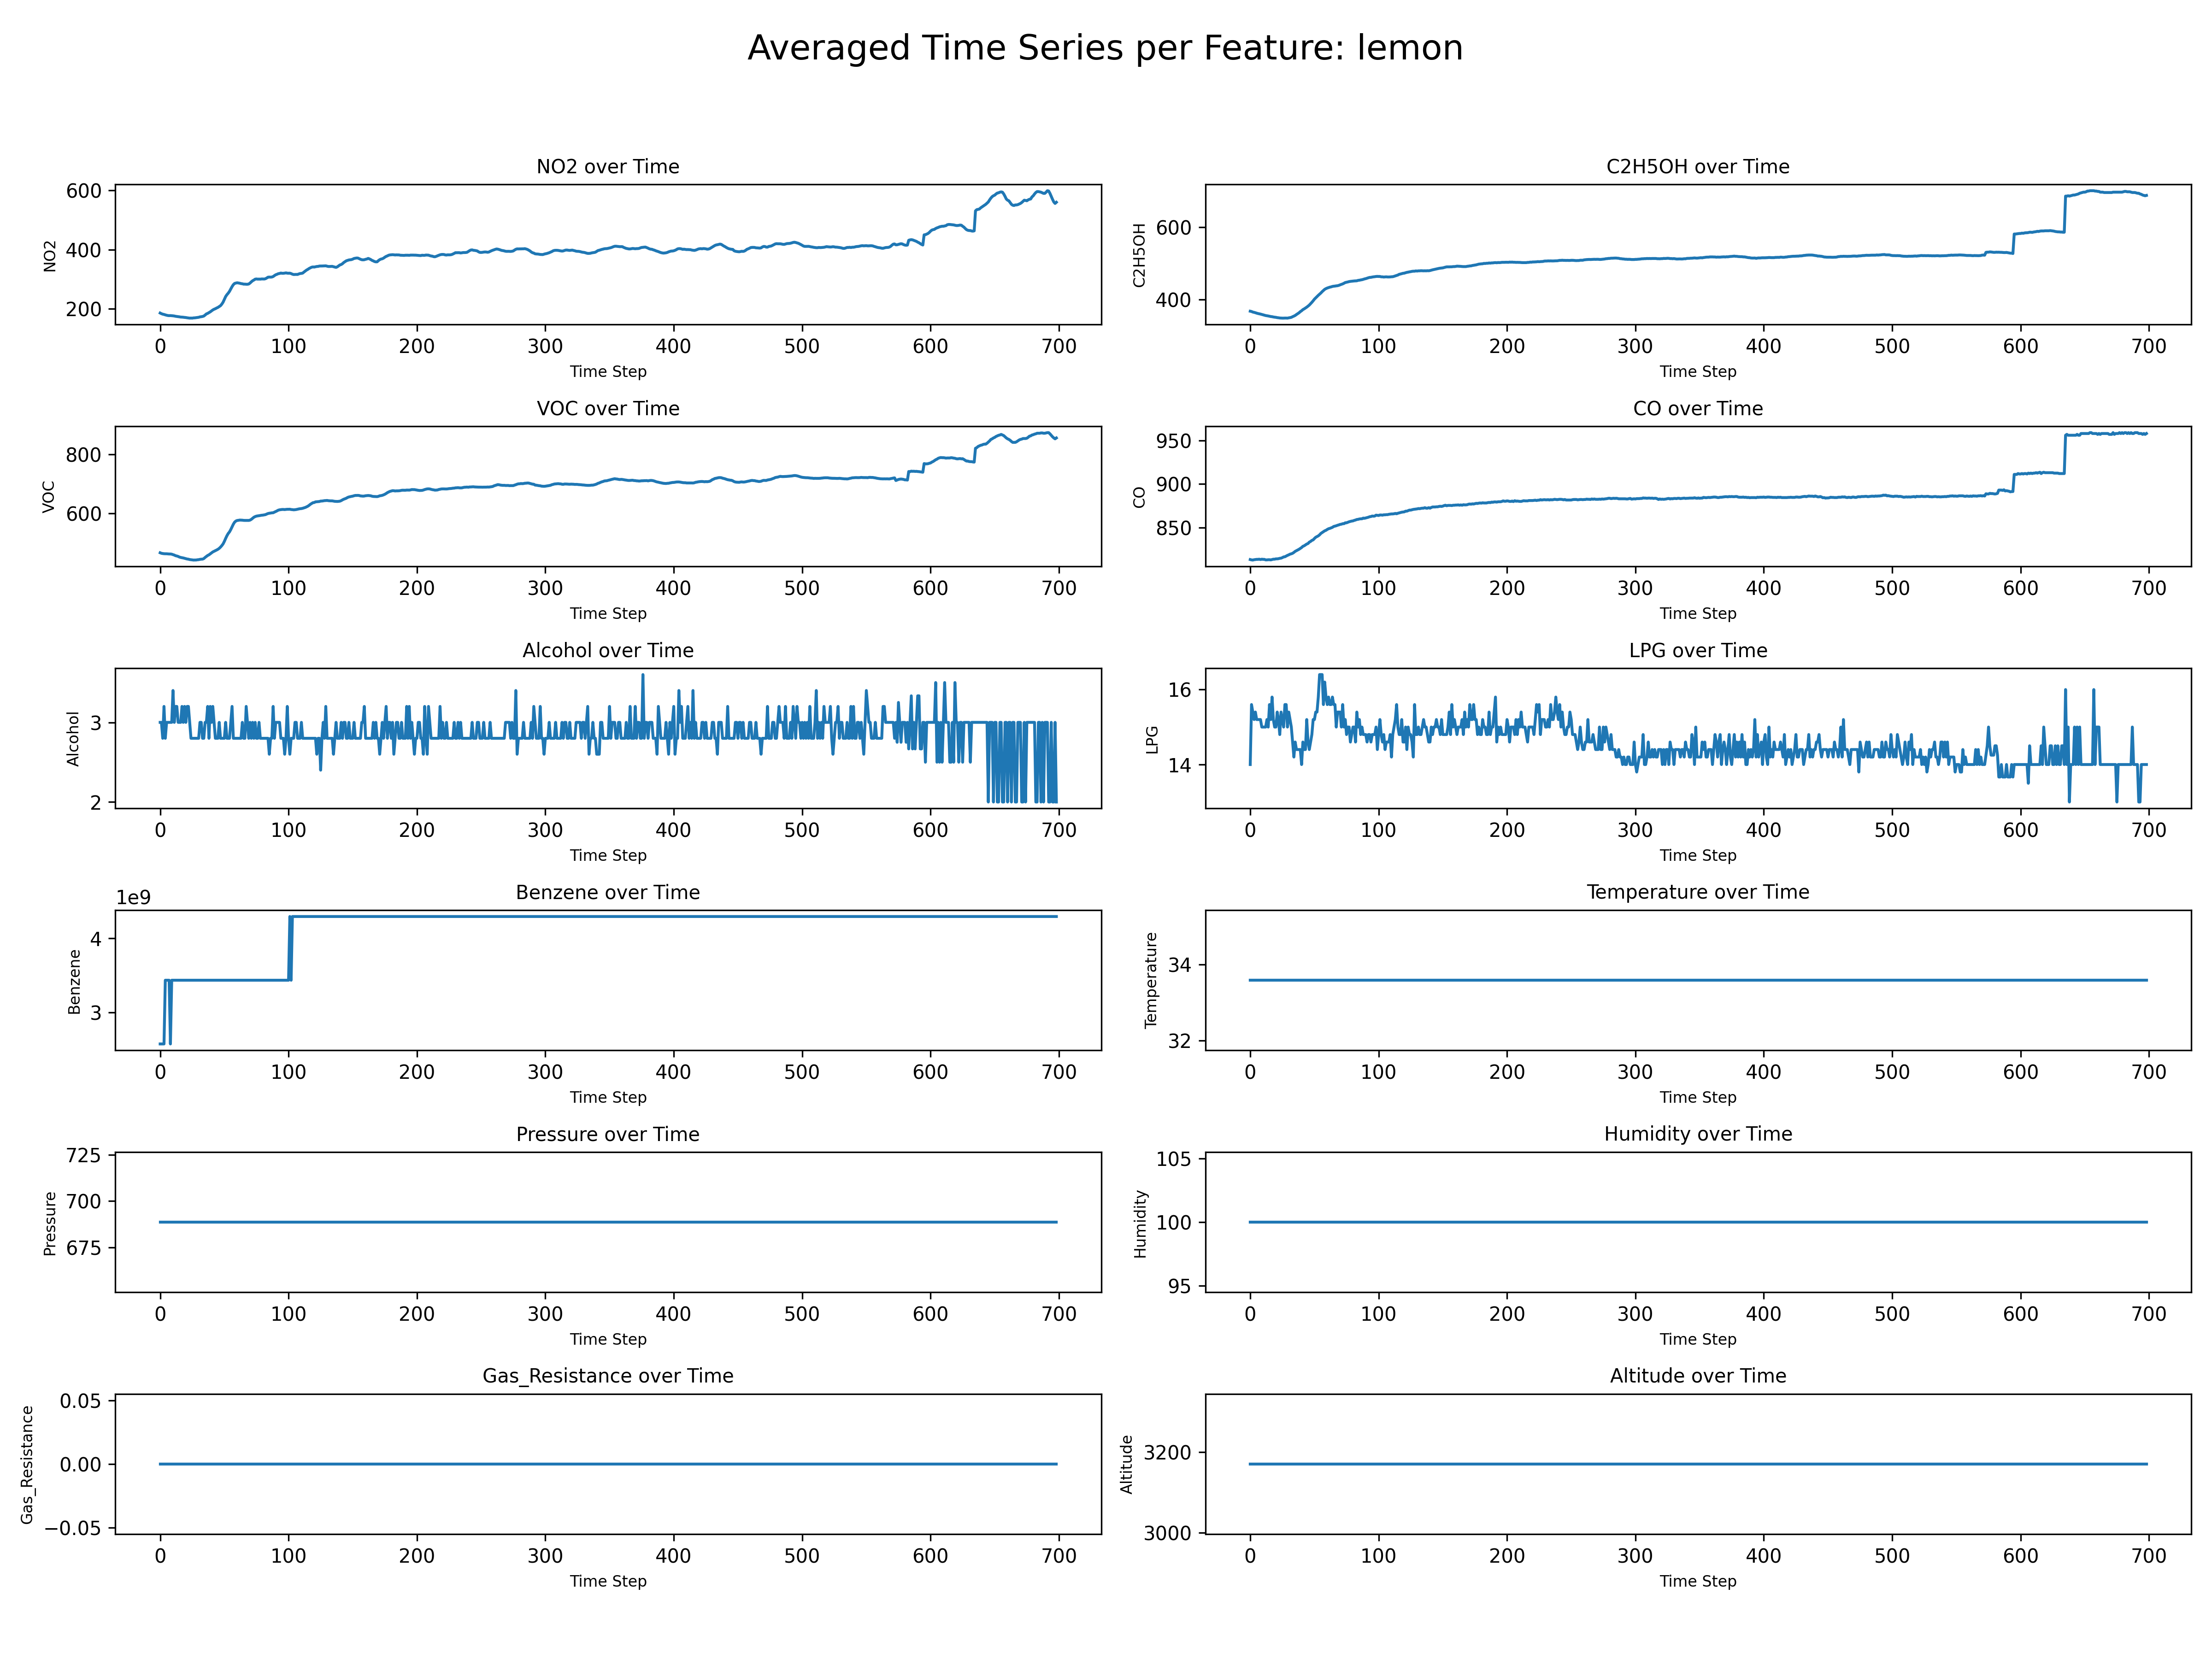 Averaged Time Series per Feature: lemon
NO2 over Time
NO2
600
400
200
0 100 200 300 400 500 600 700
Time Step
C2H5OH over Time
C2H5OH
600
400
0 100 200 300 400 500 600 700
Time Step
VOC over Time
VOC
800
600
0 100 200 300 400 500 600 700
Time Step
CO over Time
CO
950
900
850
0 100 200 300 400 500 600 700
Time Step
Alcohol over Time
Alcohol
3
2
0 100 200 300 400 500 600 700
Time Step
LPG over Time
LPG
16
14
0 100 200 300 400 500 600 700
Time Step
Benzene over Time
1e9
Benzene
4
3
0 100 200 300 400 500 600 700
Time Step
Temperature over Time
Temperature
34
32
0 100 200 300 400 500 600 700
Time Step
Pressure over Time
Pressure
725
700
675
0 100 200 300 400 500 600 700
Time Step
Humidity over Time
Humidity
105
100
95
0 100 200 300 400 500 600 700
Time Step
Gas_Resistance over Time
Gas_Resistance
0.05
0.00
−0.05
0 100 200 300 400 500 600 700
Time Step
Altitude over Time
Altitude
3200
3000
0 100 200 300 400 500 600 700
Time Step